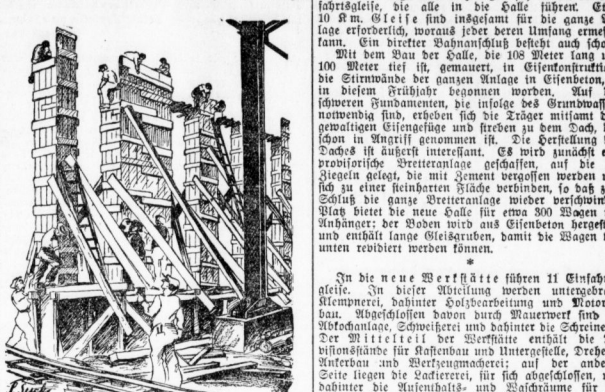 fahrtsgleise, die alle in die Halle führen.
10 Km. Gleise sind insgesamt für die ganze
lage erforderlich, woraus jeder deren Umfang
kann. Ein direkter Bahnanschluß besteht auch
Mit dem Bau der Halle, die 108 Meter lang
100 Meter tief ist, gemauert, in
die Stirnwände der ganzen Anlage in Eisenbeton,
in diesem Frühjahr begonnen worden. Auf
schweren Fundamenten, die infolge des
notwendig sind, erheben sich die Träger mitsamt
gewaltigen Eisengefüge und streben zu dem Dach,
schon in Angriff genommen ist. Die Herstellung
Daches ist äußerst interessant. Es wird zunächst
provisorische Bretteranlage geschaffen, auf die
Ziegeln gelegt, die mit Zement vergossen werden
sich zu einer steinharten Fläche verbinden, so daß
Schluß die ganze Bretteranlage wieder
Platz bietet die neue Halle für etwa 300 Wagen
Anhänger; der Boden wird aus Eisenbeton
und enthält lange Gleisgruben, damit die Wagen
unten revidiert werden können.
*
In die neue Werkstätte führen 11
gleise. In dieser Abteilung werden
Klempnerei, dahinter Holzbearbeitung und
bau. Abgeschlossen davon durch Mauerwerk sind
Abkochanlage, Schweißerei und dahinter die
Der Mittelteil der Werkstätte enthält die
visionsstände für Kastenbau und Untergestelle,
Ankerbau und Werkzeugmacherei; auf der
Seite liegen die Lackiererei, für sich abgeschlossen,
dahinter die Aufenthalts- und Waschräume für